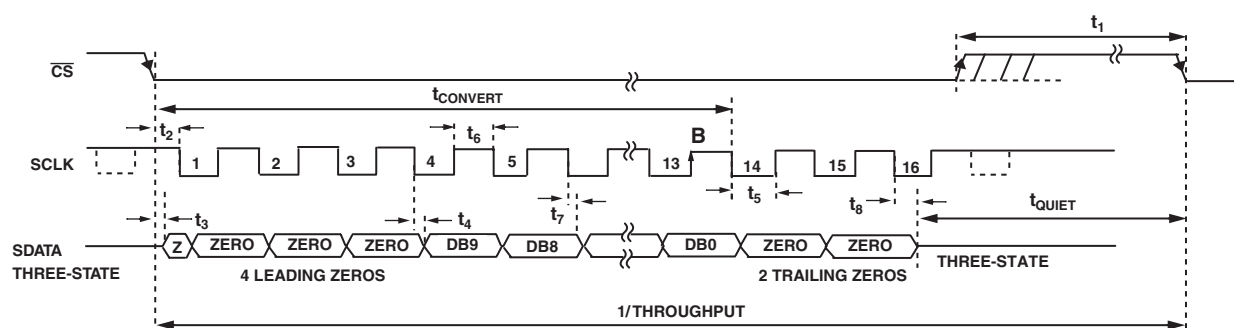 t1
CS
tCONVERT
t2
t6
B
SCLK
1 2 3 4 5 13 14 15 16
t3
t4
t7
t5
t8
tQUIET
Z ZERO ZERO ZERO DB9 DB8 DB0 ZERO ZERO
SDATA
THREE-STATE
4 LEADING ZEROS
2 TRAILING ZEROS
THREE-STATE
1/THROUGHPUT